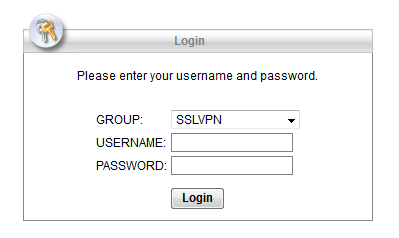 Login
Please enter your username and password.
GROUP: SSLVPN
USERNAME:
PASSWORD:
Login